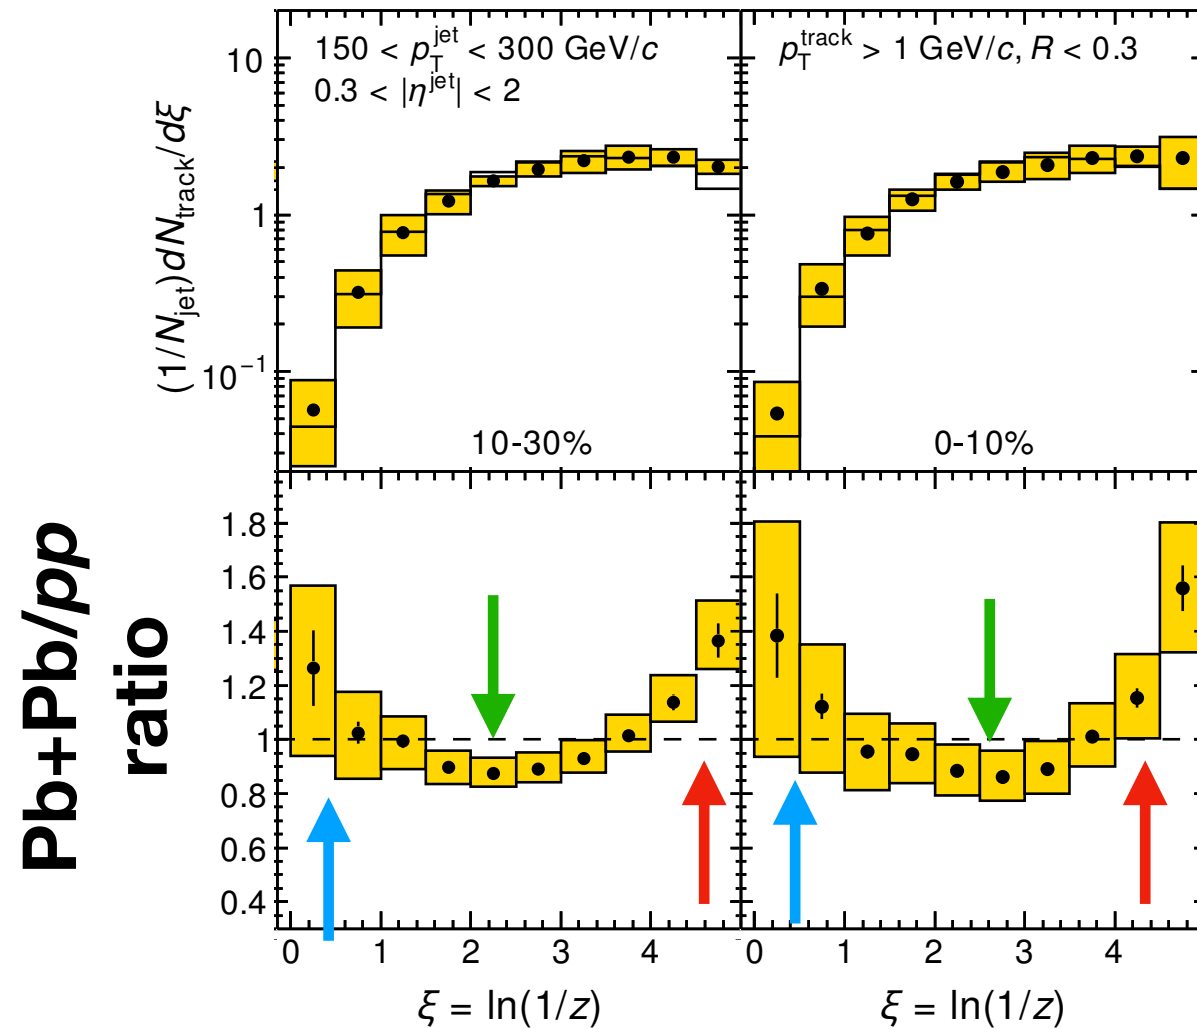 150 < p_T^jet < 300 GeV/c
0.3 < |η^jet| < 2
p_T^track > 1 GeV/c, R < 0.3
(1/N_jet)dN_track/dξ
10
1
10⁻¹
10-30%
0-10%
Pb+Pb/pp
ratio
1.8
1.6
1.4
1.2
1
0.8
0.6
0.4
0 1 2 3 4 0 1 2 3 4
ξ = ln(1/z)
ξ = ln(1/z)